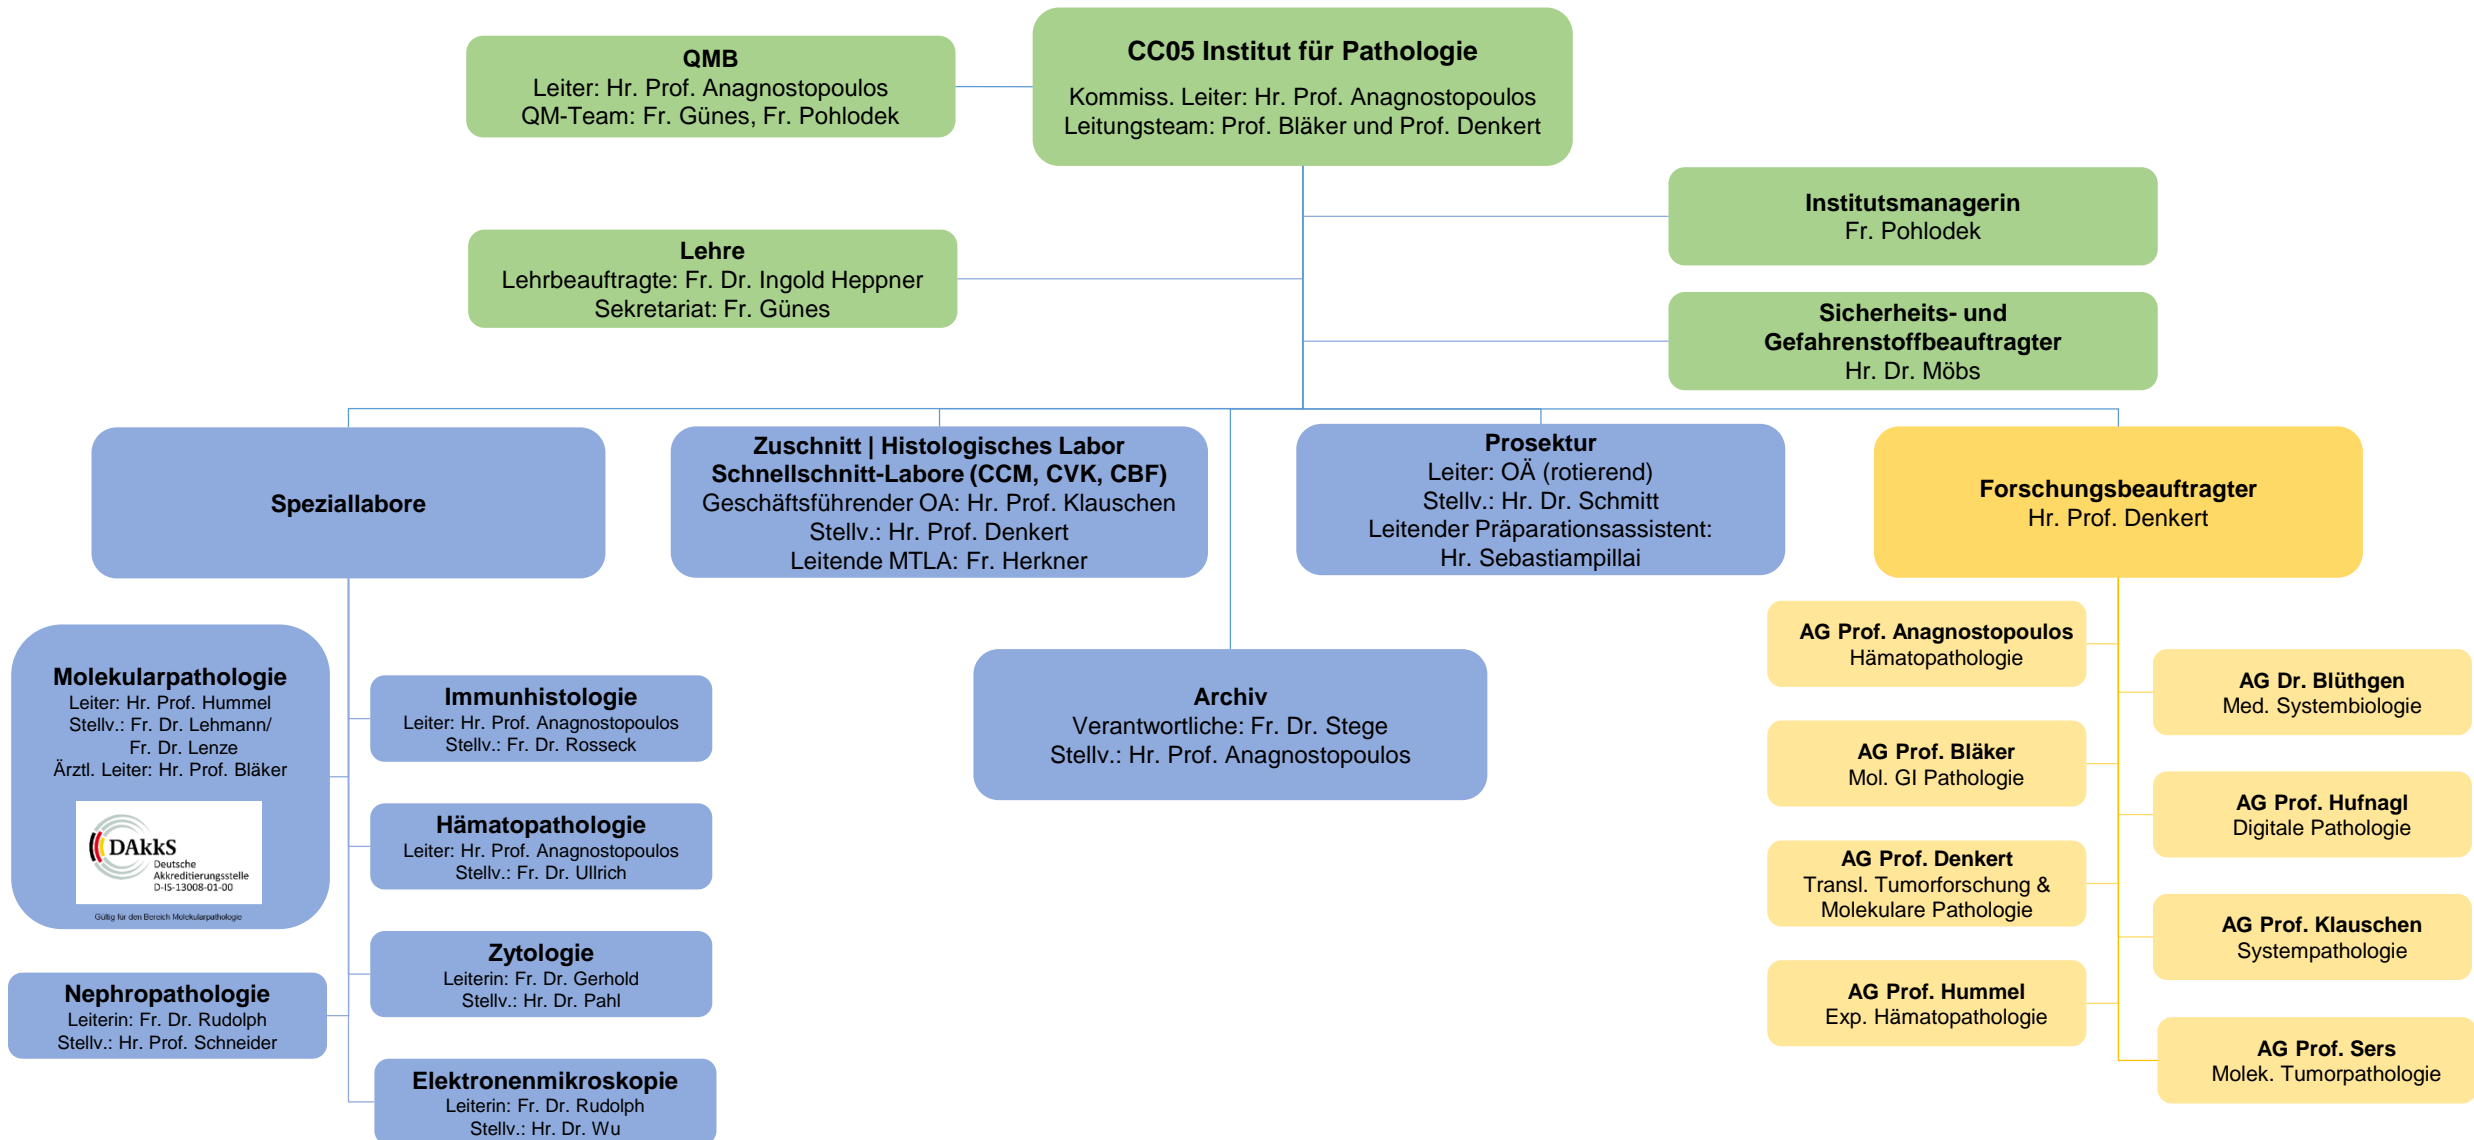 CC05 Institut für Pathologie
Kommiss. Leiter: Hr. Prof. Anagnostopoulos
Leitungsteam: Prof. Bläker und Prof. Denkert
QMB
Leiter: Hr. Prof. Anagnostopoulos
QM-Team: Fr. Günes, Fr. Pohlodek
Institutsmanagerin
Fr. Pohlodek
Lehre
Lehrbeauftragte: Fr. Dr. Ingold Heppner
Sekretariat: Fr. Günes
Sicherheits- und
Gefahrenstoffbeauftragter
Hr. Dr. Möbs
Speziallabore
Zuschnitt | Histologisches Labor
Schnellschnitt-Labore (CCM, CVK, CBF)
Geschäftsführender OA: Hr. Prof. Klauschen
Stellv.: Hr. Prof. Denkert
Leitende MTLA: Fr. Herkner
Prosektur
Leiter: OÄ (rotierend)
Stellv.: Hr. Dr. Schmitt
Leitender Präparationsassistent:
Hr. Sebastiampillai
Forschungsbeauftragter
Hr. Prof. Denkert
Molekularpathologie
Leiter: Hr. Prof. Hummel
Stellv.: Fr. Dr. Lehmann/
Fr. Dr. Lenze
Ärztl. Leiter: Hr. Prof. Bläker
DAkkS
Deutsche
Akkreditierungsstelle
D-IS-13008-01-00
Gültig für den Bereich Molekularpathologie
Nephropathologie
Leiterin: Fr. Dr. Rudolph
Stellv.: Hr. Prof. Schneider
Immunhistologie
Leiter: Hr. Prof. Anagnostopoulos
Stellv.: Fr. Dr. Rosseck
Hämatopathologie
Leiter: Hr. Prof. Anagnostopoulos
Stellv.: Fr. Dr. Ullrich
Zytologie
Leiterin: Fr. Dr. Gerhold
Stellv.: Hr. Dr. Pahl
Elektronenmikroskopie
Leiterin: Fr. Dr. Rudolph
Stellv.: Hr. Dr. Wu
Archiv
Verantwortliche: Fr. Dr. Stege
Stellv.: Hr. Prof. Anagnostopoulos
AG Prof. Anagnostopoulos
Hämatopathologie
AG Dr. Blüthgen
Med. Systembiologie
AG Prof. Bläker
Mol. GI Pathologie
AG Prof. Hufnagl
Digitale Pathologie
AG Prof. Denkert
Transl. Tumorforschung &
Molekulare Pathologie
AG Prof. Klauschen
Systempathologie
AG Prof. Hummel
Exp. Hämatopathologie
AG Prof. Sers
Molek. Tumorpathologie